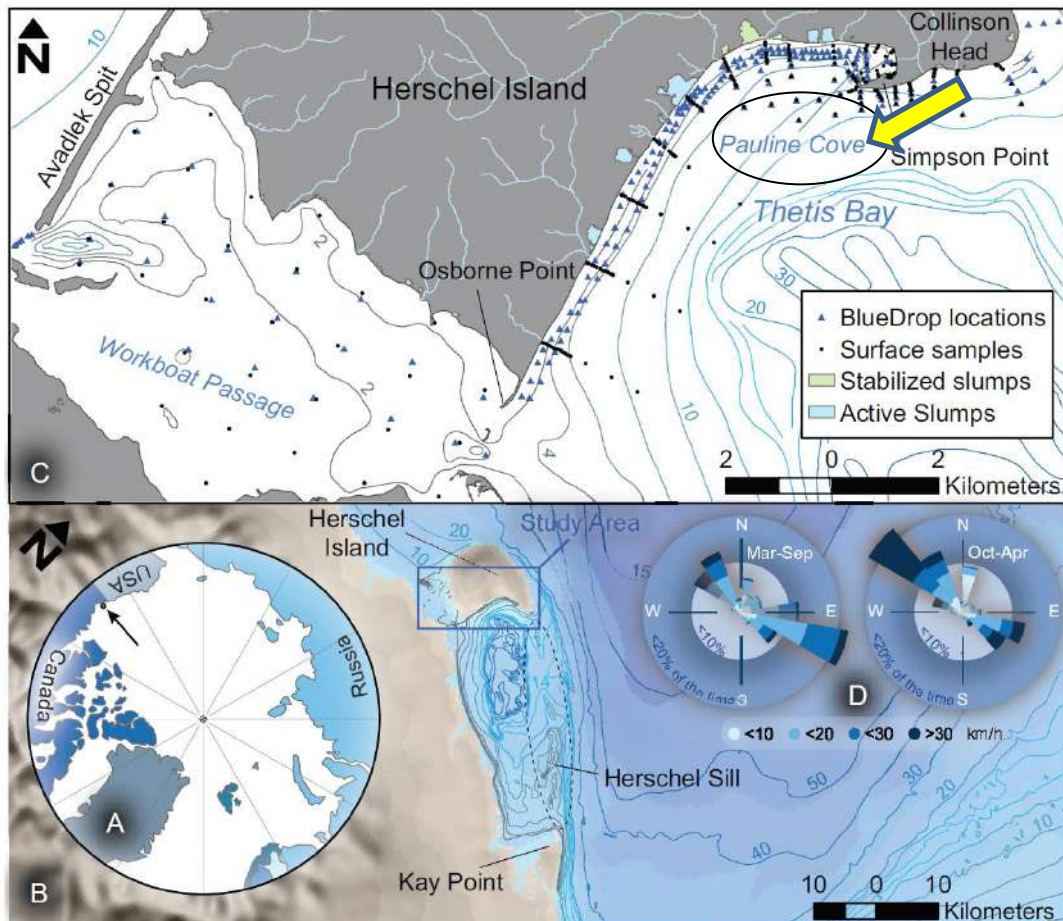 N
10
Avadlek Spit
Herschel Island
Collinson
Head
Pauline Cove
Simpson Point
Thetis Bay
2
Osborne Point
30
20
Workboat Passage
2
10
4
BlueDrop locations
Surface samples
Stabilized slumps
Active Slumps
2 0 2
Kilometers
C
N
Herschel
Island
20
10
Study Area
15
USA
Canada
Russia
A
B
14
Herschel Sill
Kay Point
N
Mar-Sep
W
E
S
<10%
<20% of the time
N
Oct-Apr
W
E
S
<10%
<20% of the time
D
<10 <20 <30 >30 km/h
50
40
30
20
10
10 0 10
Kilometers